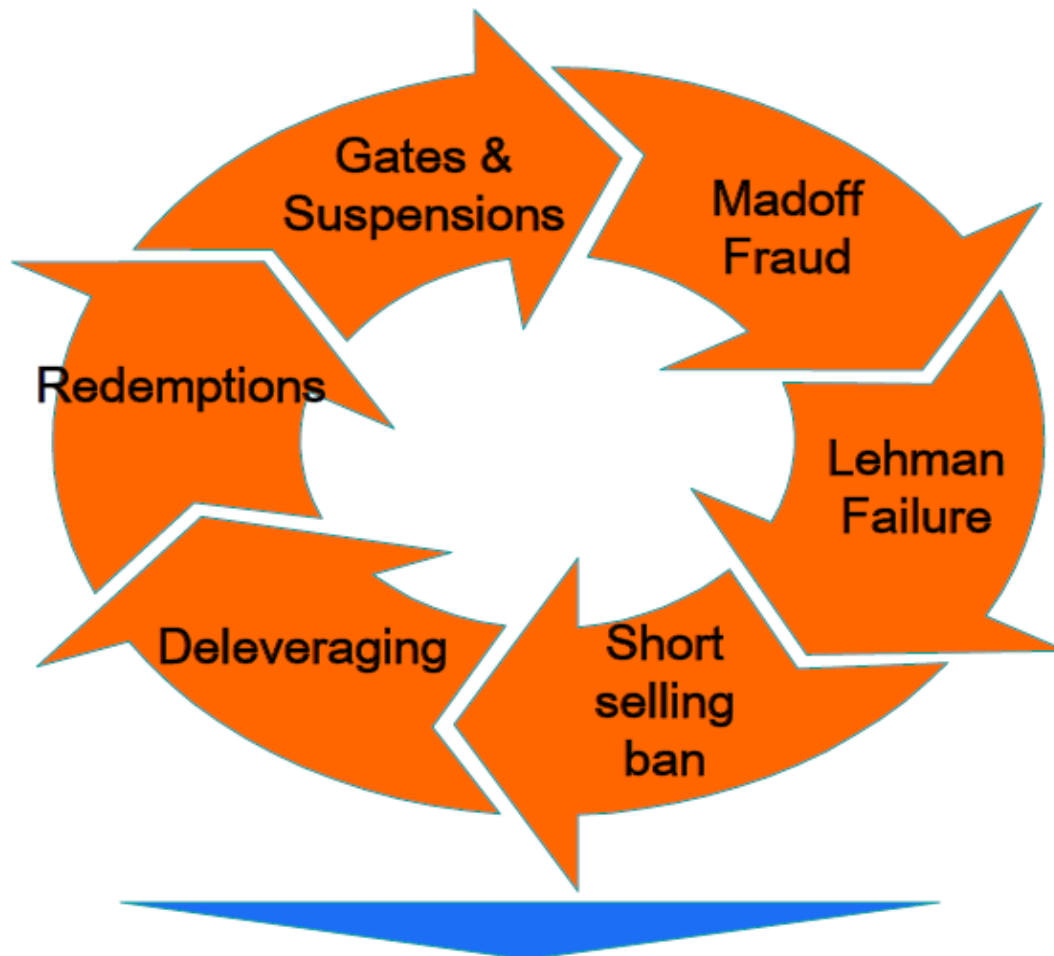 Gates &
Suspensions
Madoff
Fraud
Redemptions
Lehman
Failure
Deleveraging
Short
selling
ban